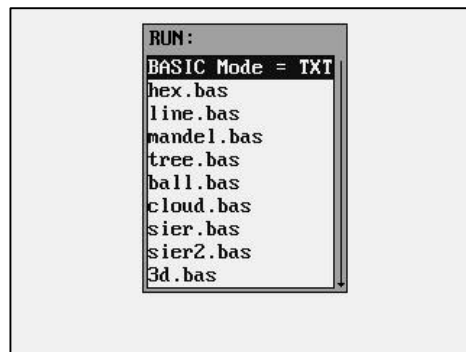 RUN:
BASIC Mode = TXT
hex.bas
line.bas
mandel.bas
tree.bas
ball.bas
cloud.bas
sier.bas
sier2.bas
3d.bas